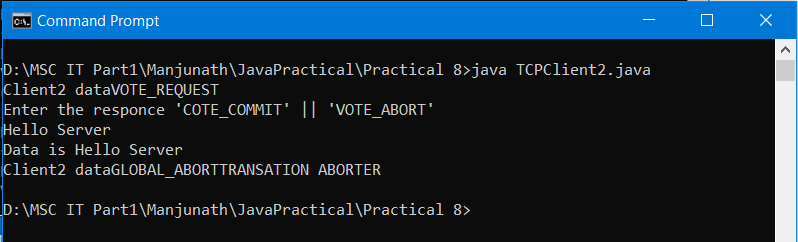 Command Prompt
D:\MSC IT Part1\Manjunath\JavaPractical\Practical 8>java TCPClient2.java
Client2 dataVOTE_REQUEST
Enter the responce 'COTE_COMMIT' || 'VOTE_ABORT'
Hello Server
Data is Hello Server
Client2 dataGLOBAL_ABORTTRANSATION ABORTER
D:\MSC IT Part1\Manjunath\JavaPractical\Practical 8>